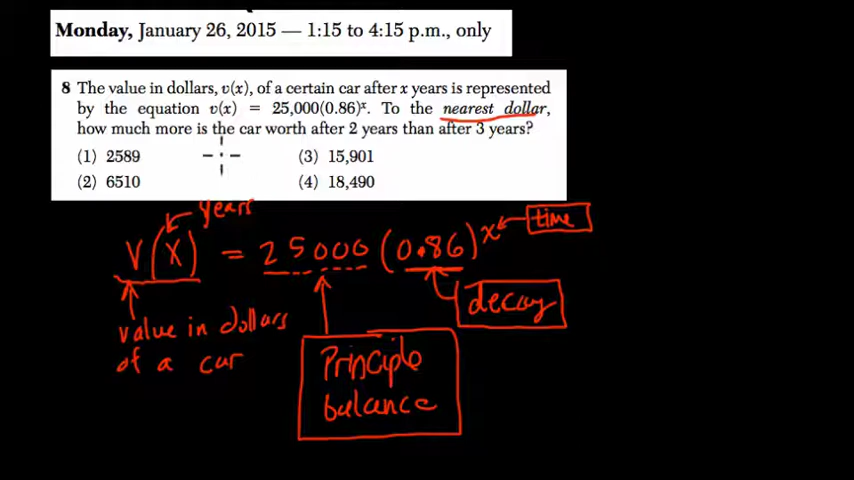 Monday, January 26, 2015 — 1:15 to 4:15 p.m., only
8 The value in dollars, v(x), of a certain car after x years is represented
by the equation v(x) = 25,000(0.86)ˣ. To the nearest dollar,
how much more is the car worth after 2 years than after 3 years?
(1) 2589 (3) 15,901
(2) 6510 (4) 18,490
years
V(X) = 25000 (0.86)ˣ time
decay
value in dollars
of a car
Principle
balance